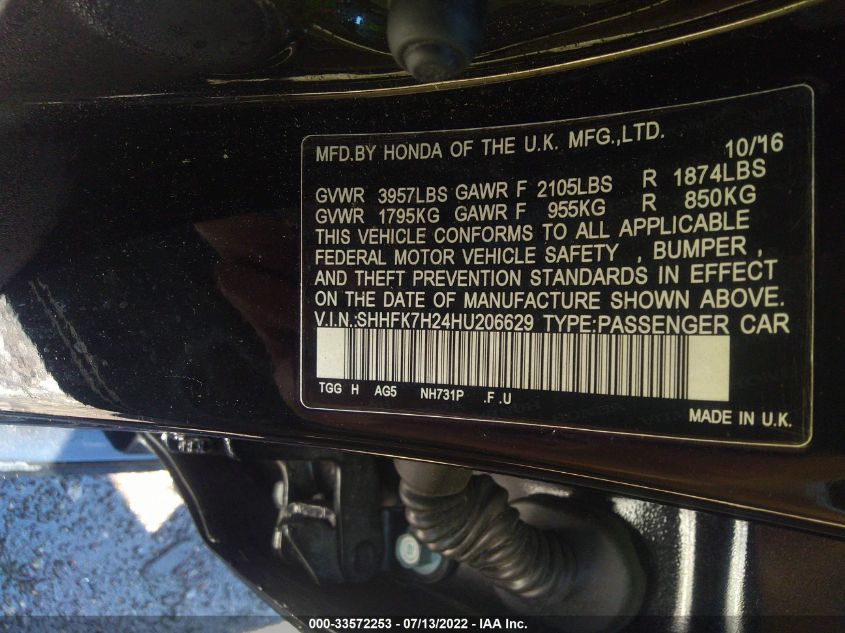 MFD.BY HONDA OF THE U.K. MFG.,LTD. 10/'16
GVWR 3957LBS GAWR F 2105LBS R 1874LBS
GVWR 1795KG GAWR F 955KG R 850KG
THIS VEHICLE CONFORMS TO ALL APPLICABLE
FEDERAL MOTOR VEHICLE SAFETY , BUMPER ,
AND THEFT PREVENTION STANDARDS IN EFFECT
ON THE DATE OF MANUFACTURE SHOWN ABOVE.
V.I.N.:SHHFK7H24HU206629 TYPE:PASSENGER CAR
TGG H AG5 NH731P .F .U
MADE IN U.K.
000-33572253 - 07/13/2022 - IAA Inc.